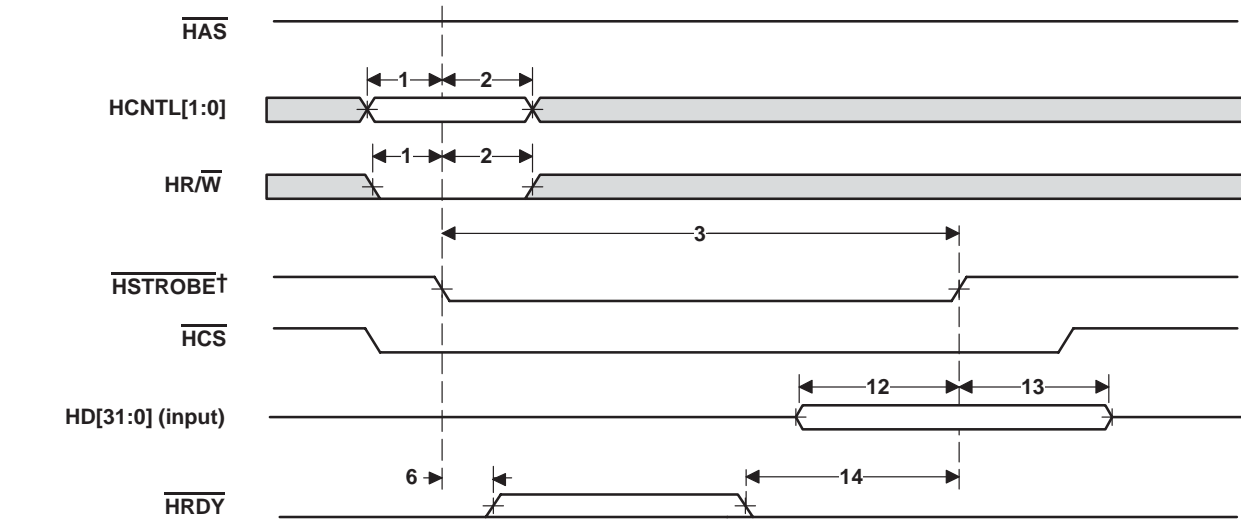 HAS
1 2
HCNTL[1:0]
1 2
HR/W
3
HSTROBE†
HCS
12 13
HD[31:0] (input)
6 14
HRDY